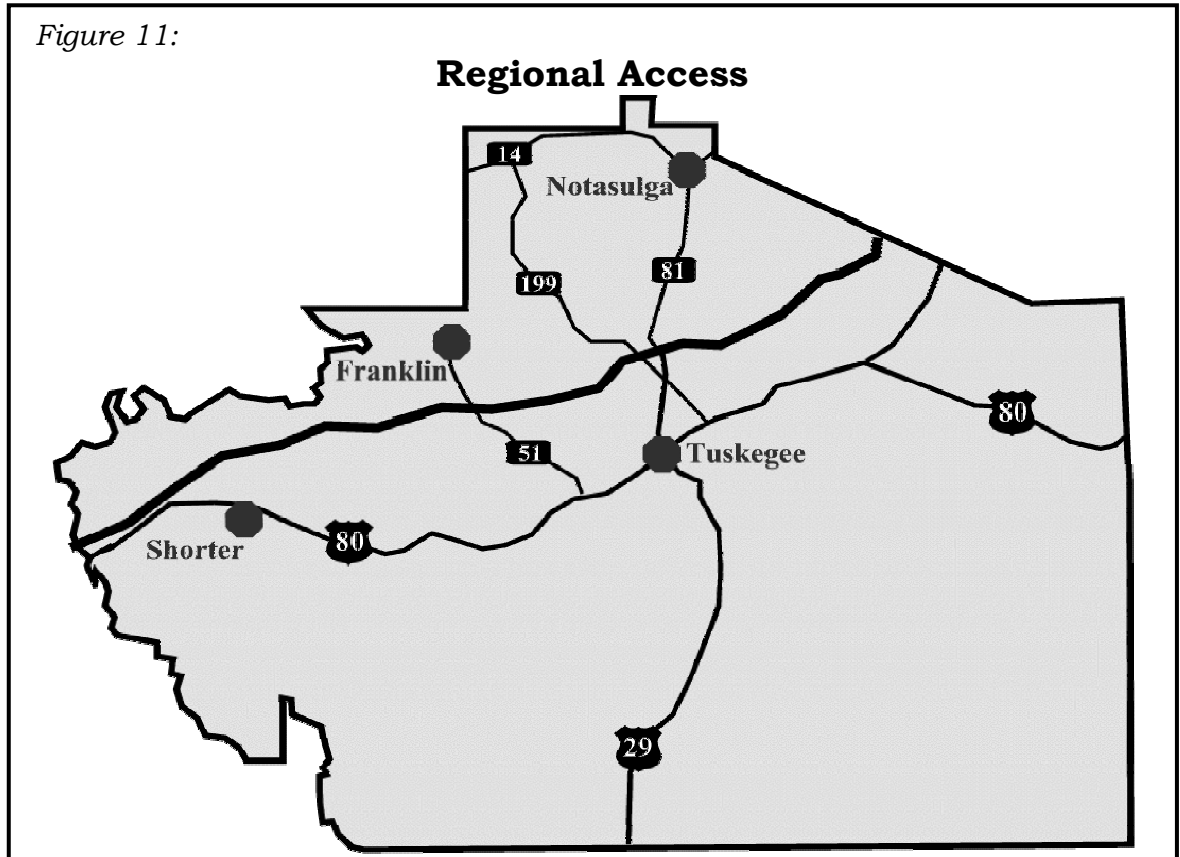 Figure 11:
Regional Access
14
Notasulga
199
81
Franklin
80
51
Tuskegee
Shorter
80
29